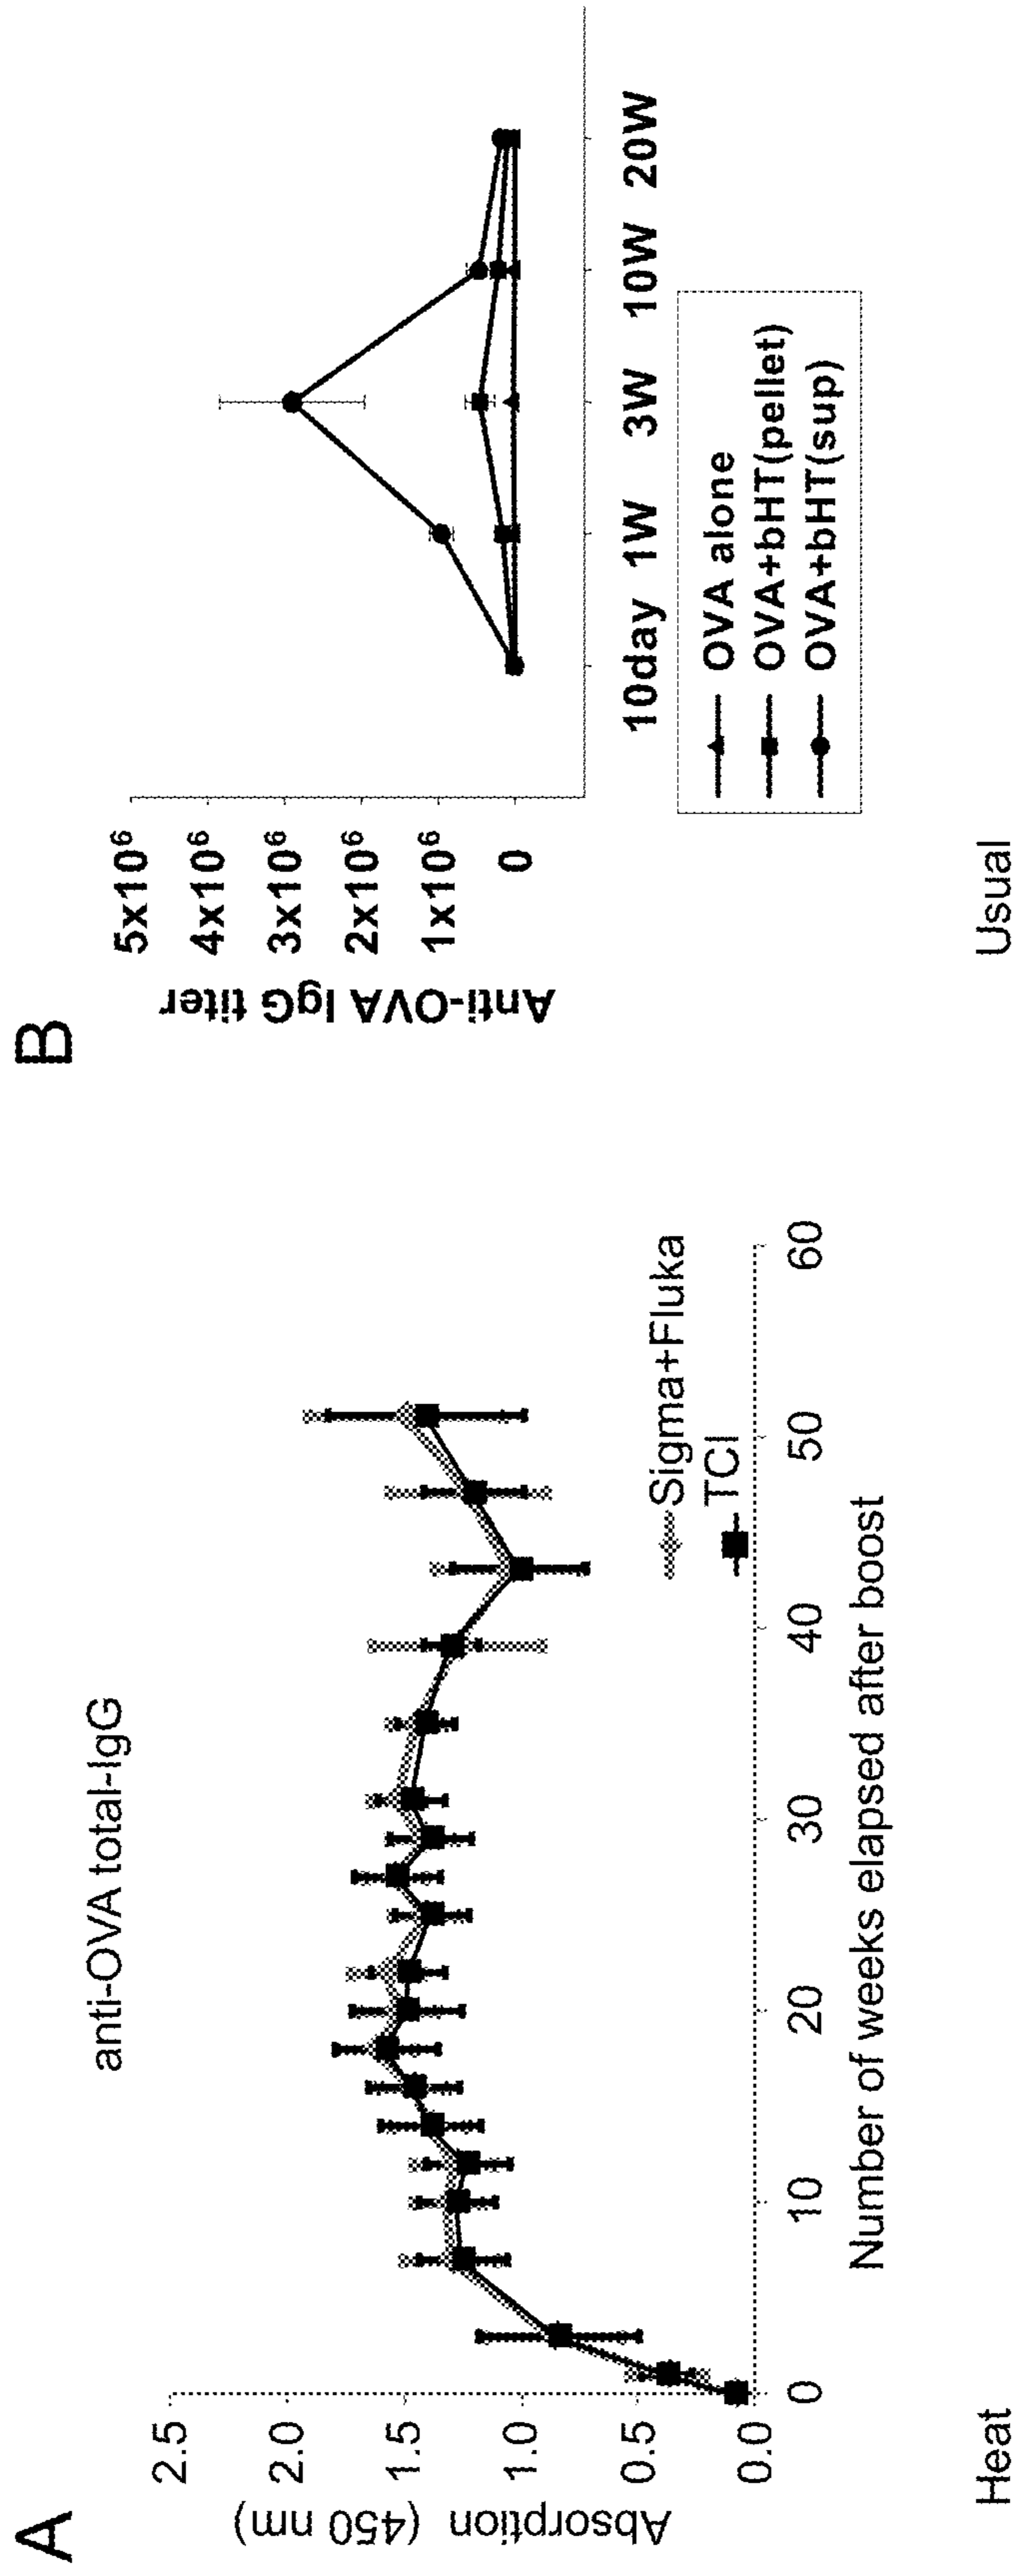 A
anti-OVA total-IgG
Absorption (450 nm)
2.5
2.0
1.5
1.0
0.5
0.0
0 10 20 30 40 50 60
Number of weeks elapsed after boost
Sigma+Fluka
TCI
Heat
B
Anti-OVA IgG titer
5x10⁶
4x10⁶
3x10⁶
2x10⁶
1x10⁶
0
10day 1W 3W 10W 20W
OVA alone
OVA+bHT(pellet)
OVA+bHT(sup)
Usual